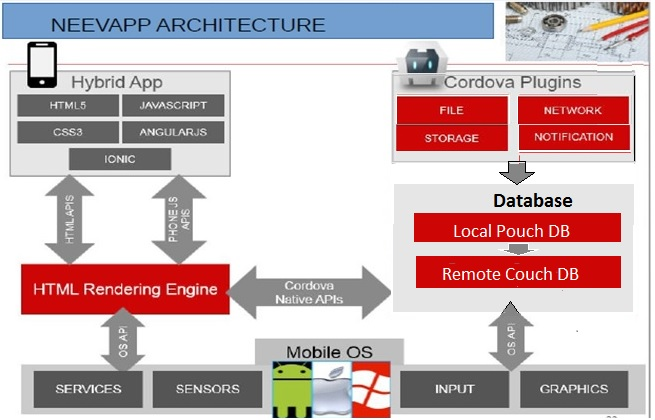 NEEVAPP ARCHITECTURE
Hybrid App
HTML5
JAVASCRIPT
CSS3
ANGULARJS
IONIC
Cordova Plugins
FILE
NETWORK
STORAGE
NOTIFICATION
HTML APIS
PHONE JS
APIS
Database
Local Pouch DB
Remote Couch DB
HTML Rendering Engine
Cordova
Native APIs
OS API
OS API
Mobile OS
SERVICES
SENSORS
INPUT
GRAPHICS